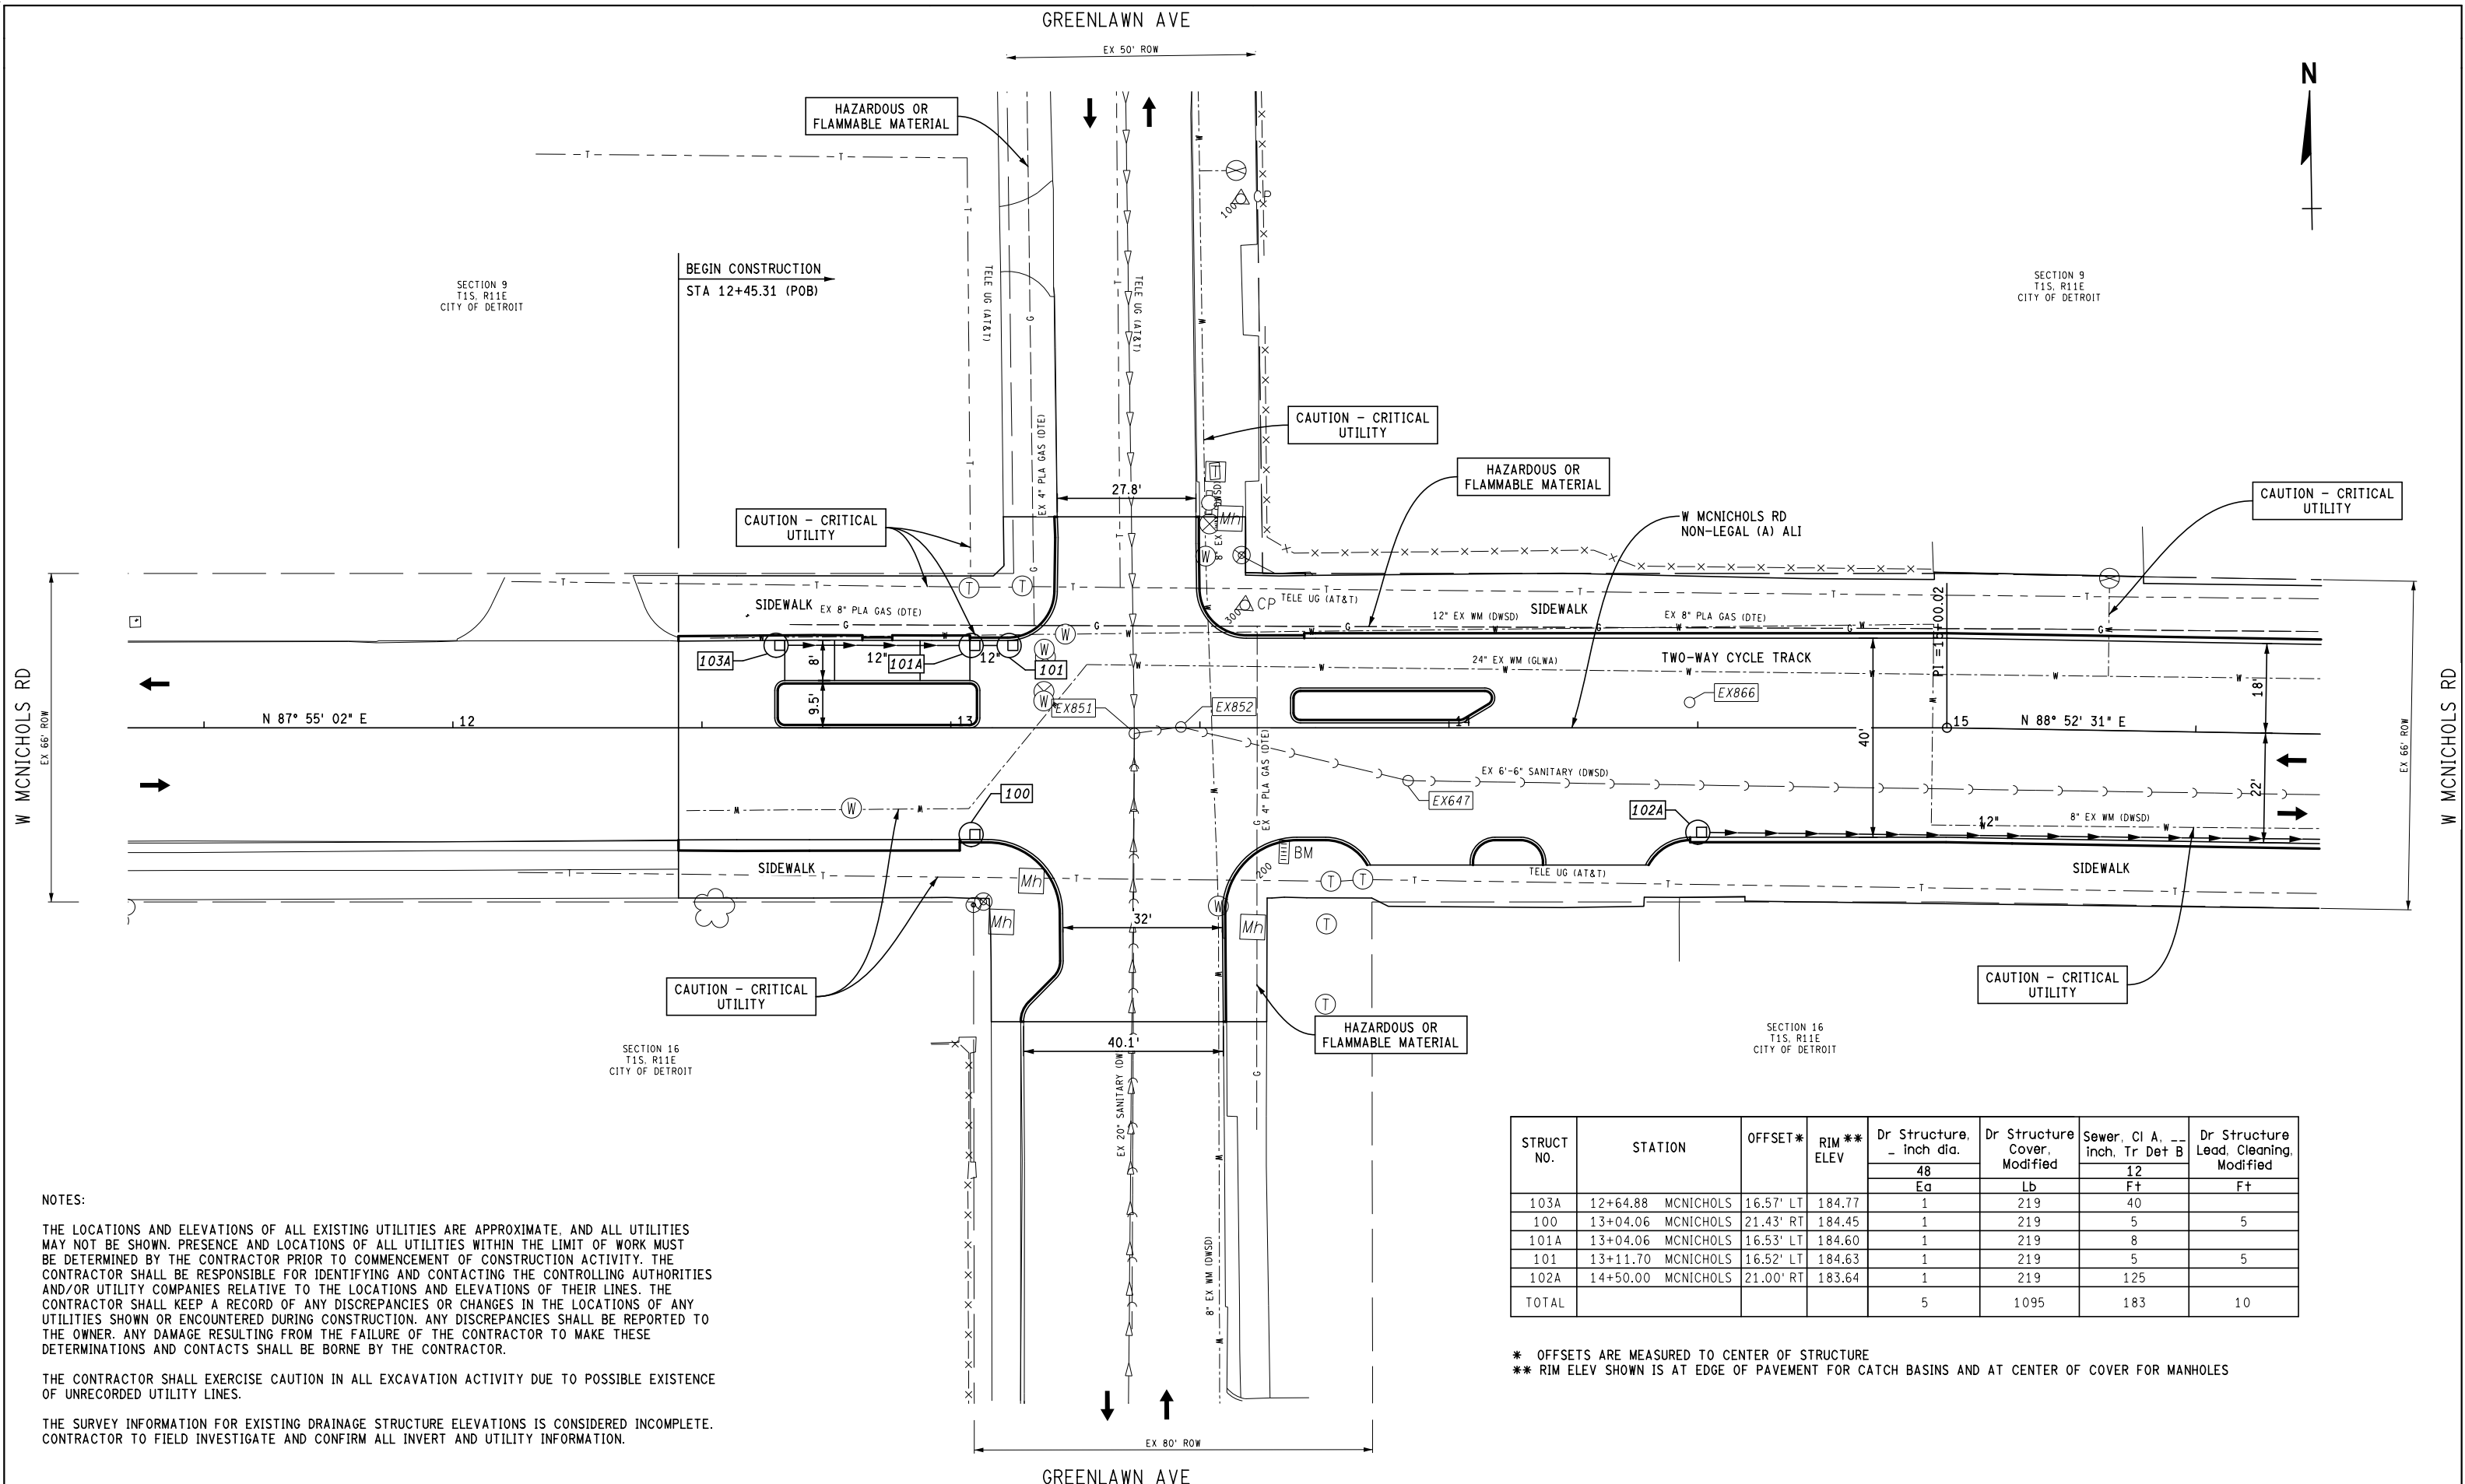 GREENLAWN AVE
EX 50' ROW
N
HAZARDOUS OR
FLAMMABLE MATERIAL
T
T
CP
100
BEGIN CONSTRUCTION
STA 12+45.31 (POB)
SECTION 9
T1S, R11E
CITY OF DETROIT
SECTION 9
T1S, R11E
CITY OF DETROIT
TELE UG (AT&T)
TELE UG (AT&T)
EX 4" PLA GAS (DTE)
CAUTION - CRITICAL
UTILITY
HAZARDOUS OR
FLAMMABLE MATERIAL
CAUTION - CRITICAL
UTILITY
27.8'
CAUTION - CRITICAL
UTILITY
W MCNICHOLS RD
NON-LEGAL (A) ALI
Mh
T
T
SIDEWALK
EX 8" PLA GAS (DTE)
300
CP
TELE UG (AT&T)
SIDEWALK
12" EX WM (DWSD)
EX 8" PLA GAS (DTE)
PI =15+00.02
103A
8'
12"
101A
12"
101
24" EX WM (GLWA)
TWO-WAY CYCLE TRACK
18'
W MCNICHOLS RD
EX 66' ROW
N 87° 55' 02" E
12
9.5'
13
EX851
EX852
14
EX866
15
N 88° 52' 31" E
40'
EX 66' ROW
W MCNICHOLS RD
EX 4" PLA GAS (DTE)
EX 6'-6" SANITARY (DWSD)
EX647
22'
100
W
102A
12"
8" EX WM (DWSD)
BM
200
SIDEWALK
Mh
T
T
TELE UG (AT&T)
SIDEWALK
Mh
32'
W
Mh
T
T
CAUTION - CRITICAL
UTILITY
CAUTION - CRITICAL
UTILITY
HAZARDOUS OR
FLAMMABLE MATERIAL
40.1'
SECTION 16
T1S, R11E
CITY OF DETROIT
SECTION 16
T1S, R11E
CITY OF DETROIT
EX 20" SANITARY (DW
8" EX WM (DWSD)
STRUCT NO. STATION OFFSET* RIM ** ELEV Dr Structure, _ inch dia. Dr Structure Cover, Modified Sewer, Cl A, __ inch, Tr Det B Dr Structure Lead, Cleaning, Modified
48 12
Ea Lb Ft Ft
103A 12+64.88 MCNICHOLS 16.57' LT 184.77 1 219 40
100 13+04.06 MCNICHOLS 21.43' RT 184.45 1 219 5 5
101A 13+04.06 MCNICHOLS 16.53' LT 184.60 1 219 8
101 13+11.70 MCNICHOLS 16.52' LT 184.63 1 219 5 5
102A 14+50.00 MCNICHOLS 21.00' RT 183.64 1 219 125
TOTAL 5 1095 183 10
* OFFSETS ARE MEASURED TO CENTER OF STRUCTURE
** RIM ELEV SHOWN IS AT EDGE OF PAVEMENT FOR CATCH BASINS AND AT CENTER OF COVER FOR MANHOLES
NOTES:
THE LOCATIONS AND ELEVATIONS OF ALL EXISTING UTILITIES ARE APPROXIMATE, AND ALL UTILITIES
MAY NOT BE SHOWN. PRESENCE AND LOCATIONS OF ALL UTILITIES WITHIN THE LIMIT OF WORK MUST
BE DETERMINED BY THE CONTRACTOR PRIOR TO COMMENCEMENT OF CONSTRUCTION ACTIVITY. THE
CONTRACTOR SHALL BE RESPONSIBLE FOR IDENTIFYING AND CONTACTING THE CONTROLLING AUTHORITIES
AND/OR UTILITY COMPANIES RELATIVE TO THE LOCATIONS AND ELEVATIONS OF THEIR LINES. THE
CONTRACTOR SHALL KEEP A RECORD OF ANY DISCREPANCIES OR CHANGES IN THE LOCATIONS OF ANY
UTILITIES SHOWN OR ENCOUNTERED DURING CONSTRUCTION. ANY DISCREPANCIES SHALL BE REPORTED TO
THE OWNER. ANY DAMAGE RESULTING FROM THE FAILURE OF THE CONTRACTOR TO MAKE THESE
DETERMINATIONS AND CONTACTS SHALL BE BORNE BY THE CONTRACTOR.
THE CONTRACTOR SHALL EXERCISE CAUTION IN ALL EXCAVATION ACTIVITY DUE TO POSSIBLE EXISTENCE
OF UNRECORDED UTILITY LINES.
THE SURVEY INFORMATION FOR EXISTING DRAINAGE STRUCTURE ELEVATIONS IS CONSIDERED INCOMPLETE.
CONTRACTOR TO FIELD INVESTIGATE AND CONFIRM ALL INVERT AND UTILITY INFORMATION.
EX 80' ROW
GREENLAWN AVE